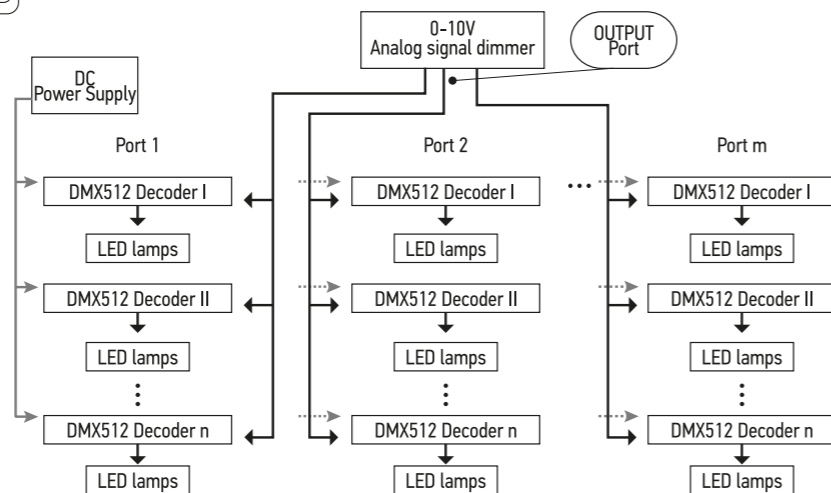 0-10V
Analog signal dimmer
OUTPUT
Port
DC
Power Supply
Port 1
Port 2
Port m
DMX512 Decoder I
DMX512 Decoder I
...
DMX512 Decoder I
LED lamps
LED lamps
LED lamps
DMX512 Decoder II
DMX512 Decoder II
DMX512 Decoder II
LED lamps
LED lamps
LED lamps
DMX512 Decoder n
DMX512 Decoder n
DMX512 Decoder n
LED lamps
LED lamps
LED lamps